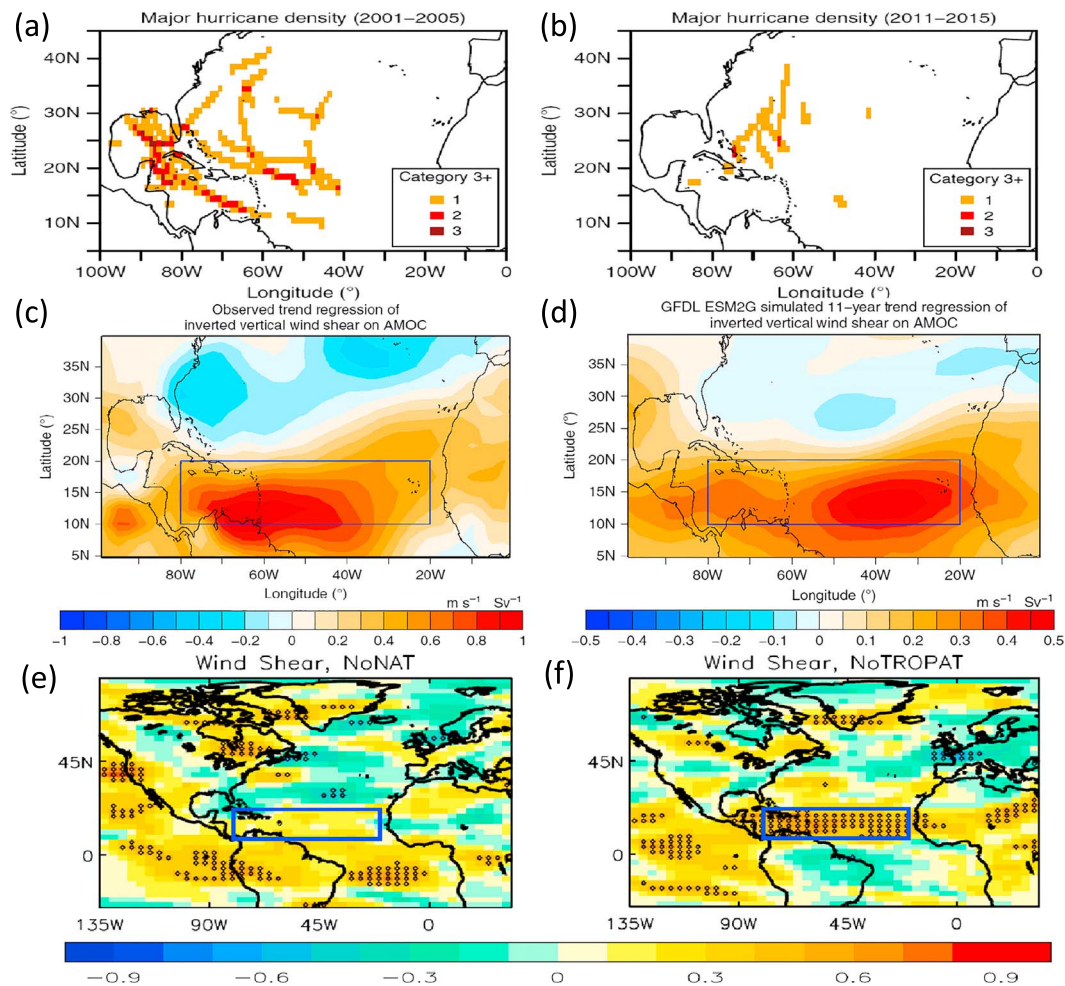 (a)
Major hurricane density (2001−2005)
40N
30N
20N
10N
Latitude (°)
Category 3+
1
2
3
100W 80W 60W 40W 20W 0
Longitude (°)
(b)
Major hurricane density (2011−2015)
40N
30N
20N
10N
Latitude (°)
Category 3+
1
2
3
100W 80W 60W 40W 20W 0
Longitude (°)
(c)
Observed trend regression of
inverted vertical wind shear on AMOC
40N
35N
30N
25N
20N
15N
10N
5N
Latitude (°)
80W 60W 40W 20W
Longitude (°)
m s⁻¹ Sv⁻¹
−1 −0.8 −0.6 −0.4 −0.2 0 0.2 0.4 0.6 0.8 1
(d)
GFDL ESM2G simulated 11-year trend regression of
inverted vertical wind shear on AMOC
40N
35N
30N
25N
20N
15N
10N
5N
Latitude (°)
80W 60W 40W 20W
Longitude (°)
m s⁻¹ Sv⁻¹
−0.5 −0.4 −0.3 −0.2 −0.1 0 0.1 0.2 0.3 0.4 0.5
(e)
Wind Shear, NoNAT
45N
0
135W 90W 45W 0
(f)
Wind Shear, NoTROPAT
45N
0
135W 90W 45W 0
−0.9 −0.6 −0.3 0 0.3 0.6 0.9